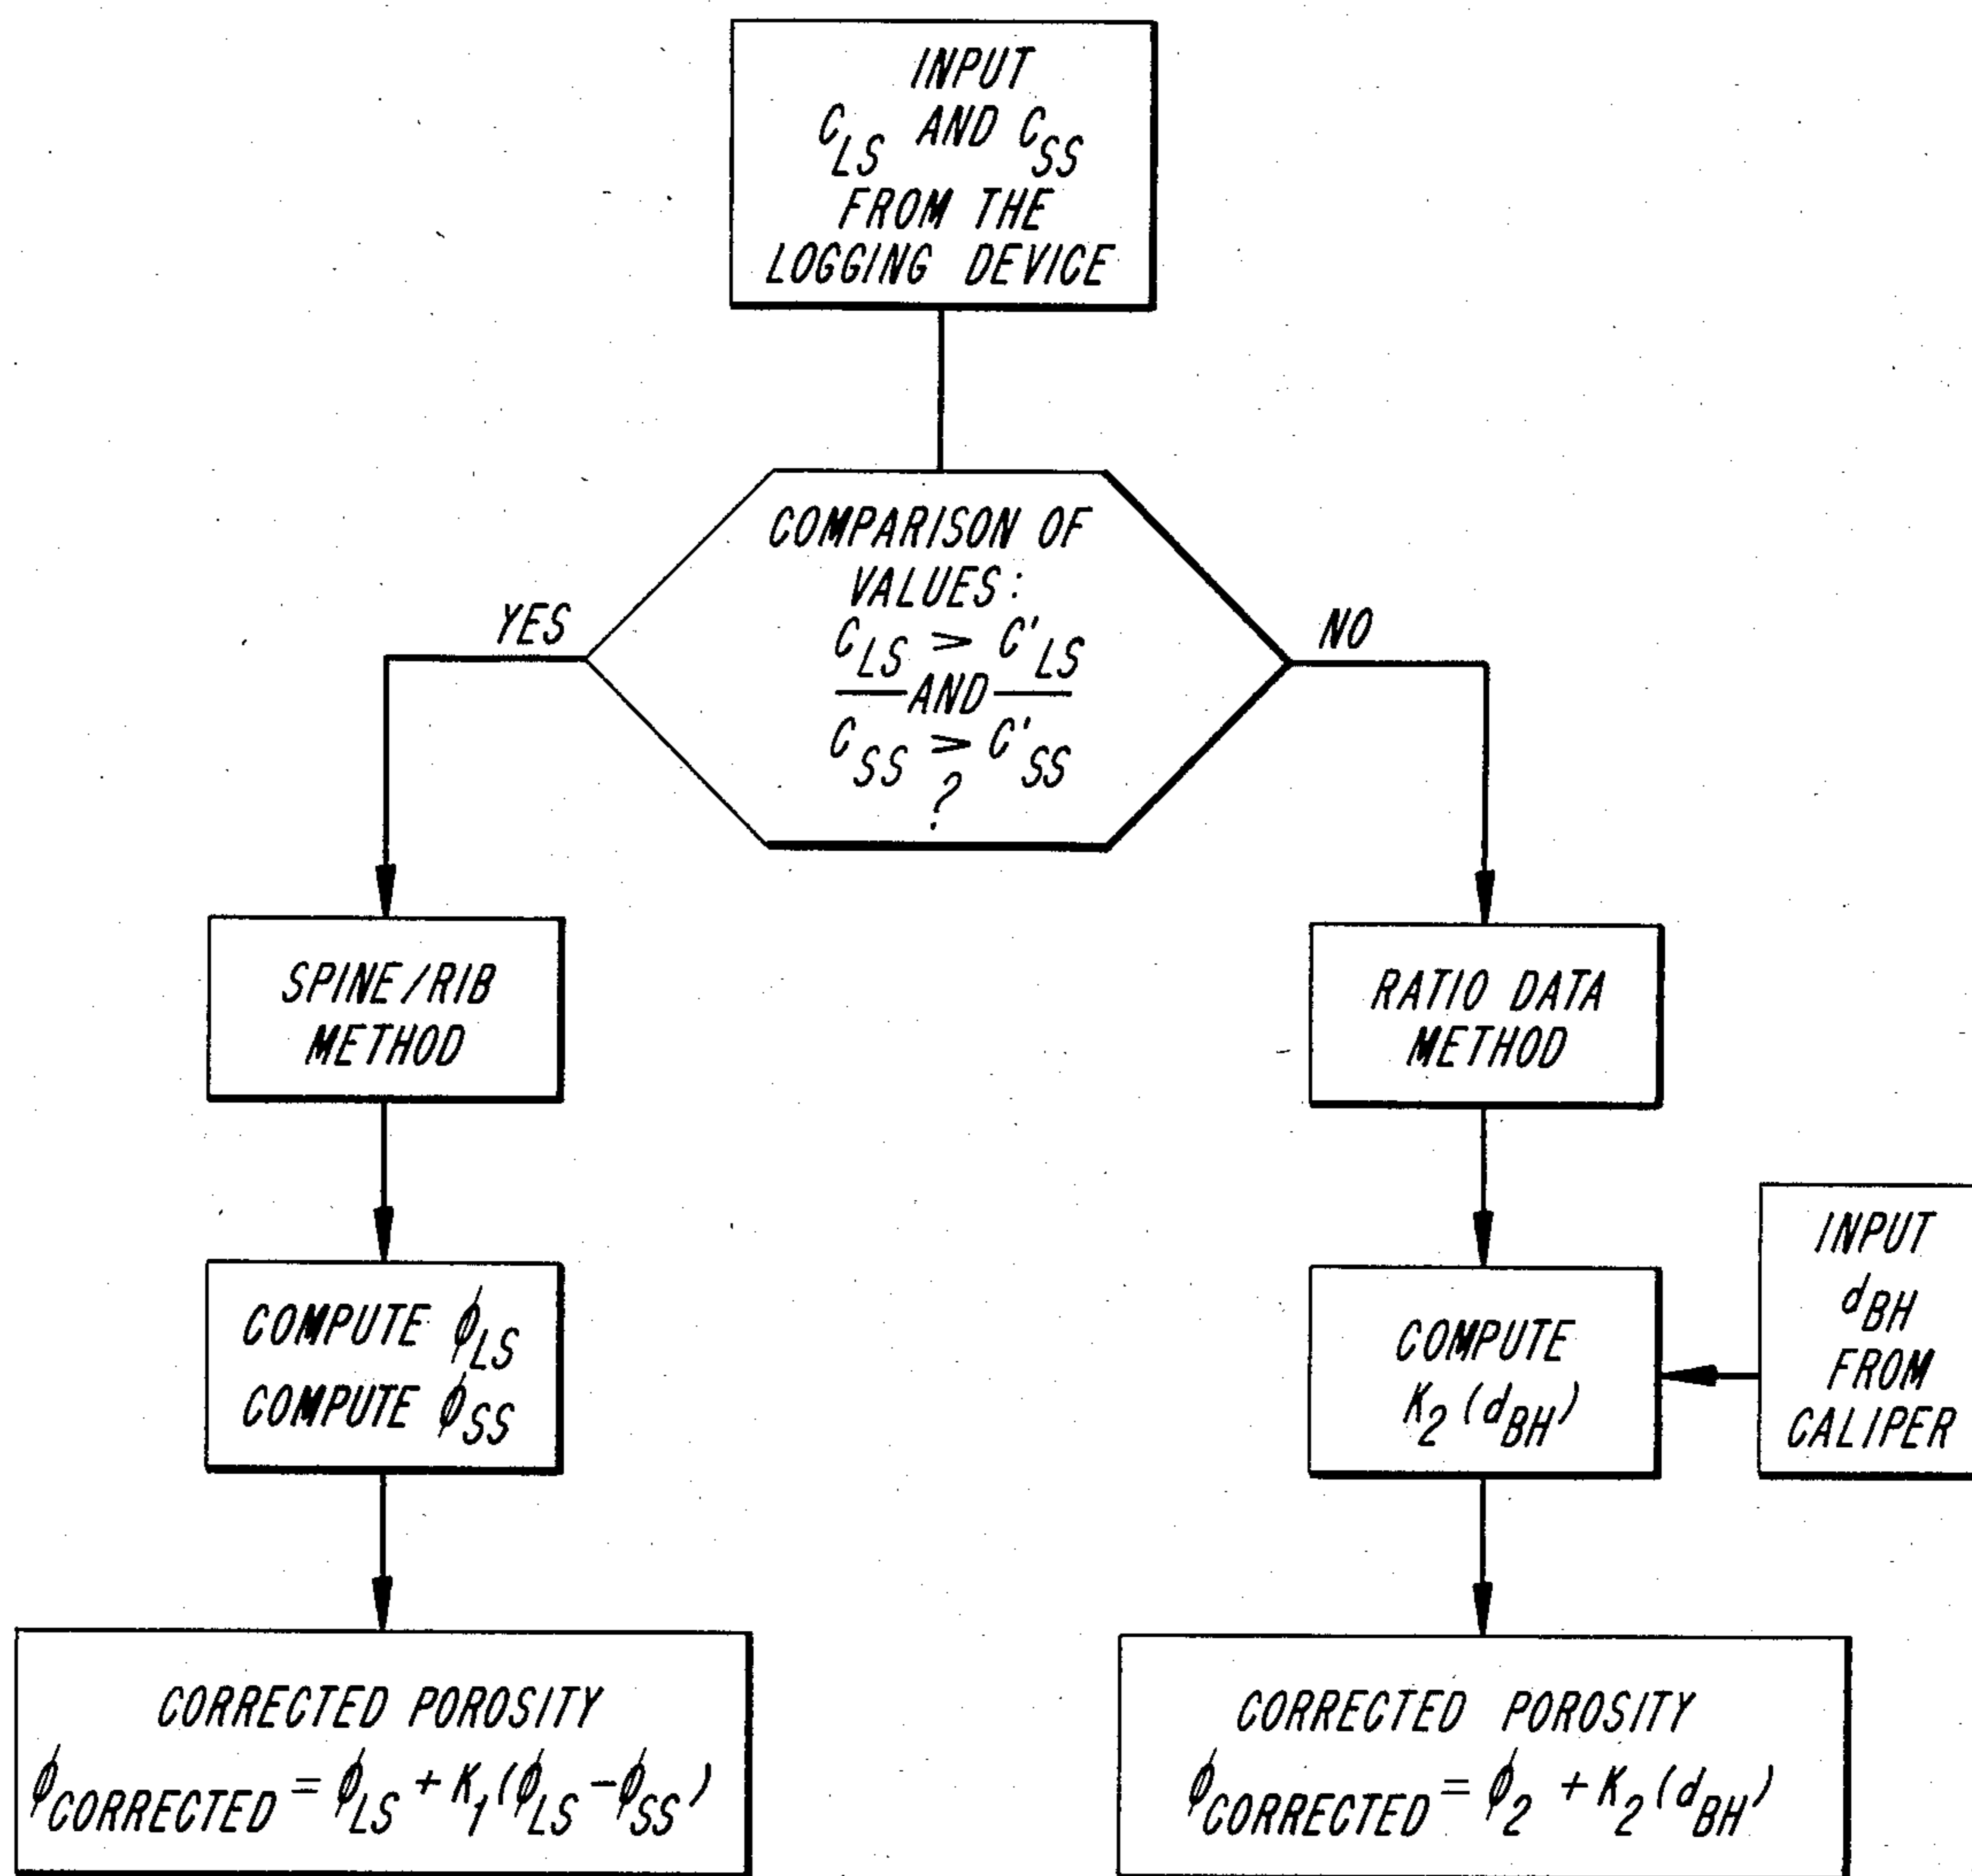 INPUT
C_LS AND C_SS
FROM THE
LOGGING DEVICE
COMPARISON OF
VALUES:
C_LS > C'_LS
AND
C_SS > C'_SS
?
YES
NO
SPINE/RIB
METHOD
RATIO DATA
METHOD
COMPUTE ϕ_LS
COMPUTE ϕ_SS
COMPUTE
K_2 (d_BH)
INPUT
d_BH
FROM
CALIPER
CORRECTED POROSITY
ϕ_CORRECTED = ϕ_LS + K_1 (ϕ_LS - ϕ_SS)
CORRECTED POROSITY
ϕ_CORRECTED = ϕ_2 + K_2 (d_BH)